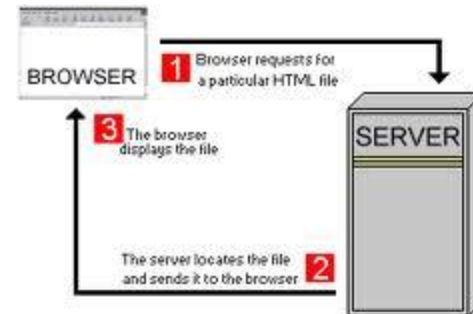 BROWSER
1 Browser requests for
a particular HTML file
SERVER
3 The browser
displays the file
The server locates the file
and sends it to the browser 2